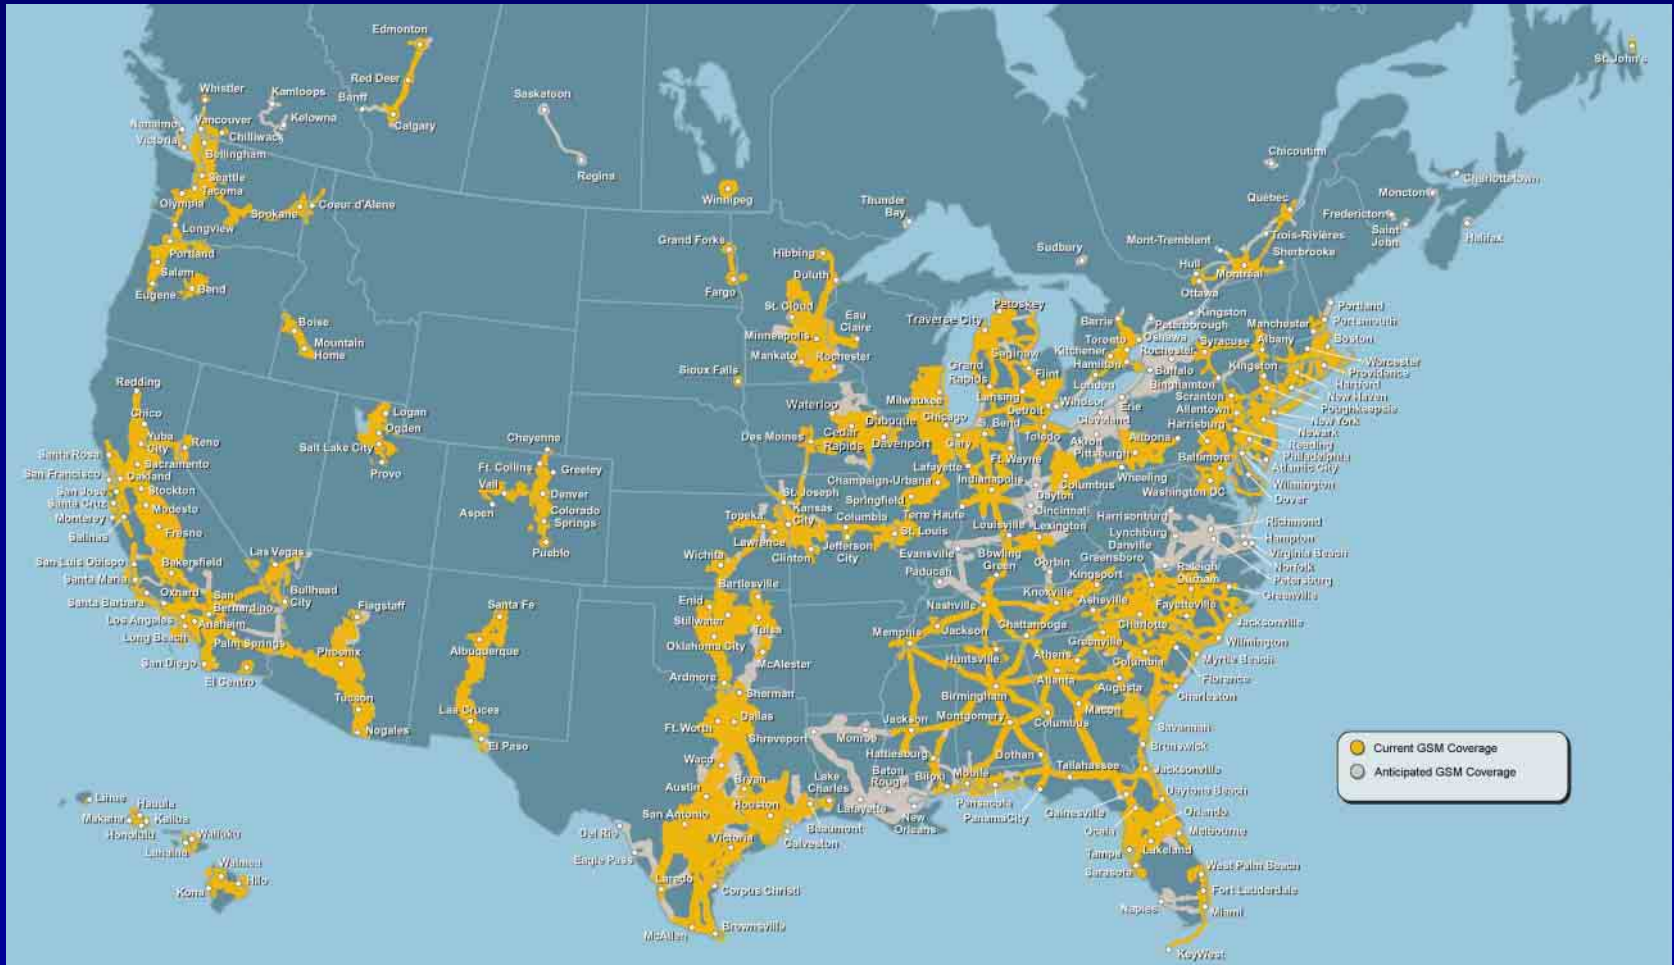 Edmonton
Red Deer
Banff
Calgary
Whistler
Kamloops
Kelowna
Nanaimo
Vancouver
Victoria
Chilliwack
Bellingham
Saskatoon
Regina
Winnipeg
Thunder
Bay
Sudbury
Chicoutimi
Québec
Mont-Tremblant
Trois-Rivières
Sherbrooke
Hull
Montréal
Ottawa
Moncton
Charlottetown
Fredericton
Saint
John
Halifax
St. John's
Seattle
Tacoma
Olympia
Spokane
Coeur d'Alene
Longview
Portland
Salem
Eugene
Bend
Boise
Mountain
Home
Grand Forks
Fargo
Hibbing
Duluth
St. Cloud
Eau
Claire
Minneapolis
Mankato
Rochester
Sioux Falls
Petoskey
Traverse City
Saginaw
Grand
Rapids
Flint
Lansing
Detroit
Windsor
London
Barrie
Toronto
Oshawa
Peterborough
Kingston
Kitchener
Hamilton
Rochester
Syracuse
Albany
Manchester
Portland
Portsmouth
Boston
Worcester
Providence
Hartford
New Haven
Poughkeepsie
New York
Newark
Reading
Philadelphia
Atlantic City
Wilmington
Dover
Buffalo
Binghamton
Kingston
Scranton
Allentown
Harrisburg
Erie
Cleveland
Akron
Altoona
Pittsburgh
Baltimore
Wheeling
Washington DC
Redding
Chico
Yuba
City
Reno
Santa Rosa
Sacramento
San Francisco
Oakland
San Jose
Stockton
Santa Cruz
Modesto
Monterey
Salinas
Fresno
San Luis Obispo
Bakersfield
Santa Maria
Las Vegas
Oxnard
San
Bernardino
Bullhead
City
Santa Barbara
Los Angeles
Anaheim
Long Beach
Palm Springs
San Diego
El Centro
Flagstaff
Phoenix
Tucson
Nogales
Logan
Ogden
Salt Lake City
Provo
Cheyenne
Ft. Collins
Greeley
Vail
Denver
Aspen
Colorado
Springs
Pueblo
Santa Fe
Albuquerque
Las Cruces
El Paso
Waterloo
Dubuque
Milwaukee
Chicago
Des Moines
Cedar
Rapids
Davenport
Gary
S. Bend
Toledo
Lafayette
Ft. Wayne
Champaign-Urbana
Indianapolis
Columbus
Springfield
Dayton
Terre Haute
Cincinnati
St. Joseph
Kansas
City
Topeka
Columbia
St. Louis
Lawrence
Jefferson
City
Clinton
Louisville
Lexington
Evansville
Bowling
Green
Corbin
Paducah
Harrisonburg
Richmond
Lynchburg
Hampton
Danville
Virginia Beach
Greensboro
Norfolk
Petersburg
Raleigh
Durham
Greenville
Kingsport
Wichita
Bartlesville
Enid
Stillwater
Tulsa
Oklahoma City
McAlester
Ardmore
Sherman
Nashville
Knoxville
Asheville
Fayetteville
Jacksonville
Memphis
Jackson
Chattanooga
Charlotte
Wilmington
Greenville
Huntsville
Athens
Columbia
Myrtle Beach
Florence
Atlanta
Augusta
Charleston
Birmingham
Macon
Ft. Worth
Dallas
Shreveport
Monroe
Jackson
Montgomery
Columbus
Savannah
Hattiesburg
Dothan
Brunswick
Waco
Bryan
Lake
Charles
Baton
Rouge
Biloxi
Mobile
Tallahassee
Jacksonville
Austin
Houston
Lafayette
New
Orleans
Pensacola
PanamaCity
Gainesville
Daytona Beach
San Antonio
Victoria
Beaumont
Galveston
Ocala
Orlando
Melbourne
Del Rio
Eagle Pass
Tampa
Lakeland
Sarasota
West Palm Beach
Laredo
Corpus Christi
Fort Lauderdale
Naples
Miami
McAllen
Brownsville
KeyWest
Lihue
Hauula
Makaha
Kailua
Honolulu
Wailuku
Lahaina
Waimea
Kona
Hilo
Current GSM Coverage
Anticipated GSM Coverage